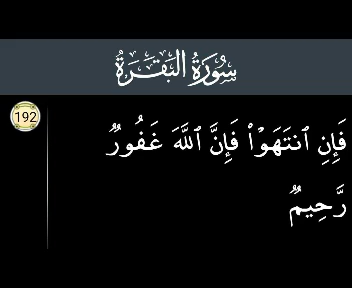 سُورَةُ البَقَرَةُ
192
فَإِنِ ٱنتَهَوۡاْ فَإِنَّ ٱللَّهَ غَفُورٞ
رَّحِيمٞ